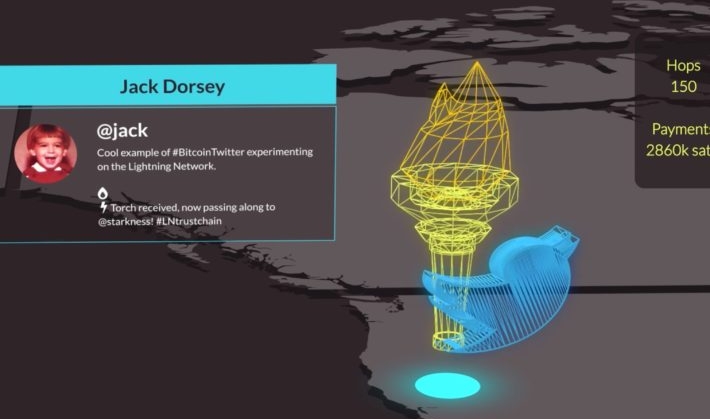 Jack Dorsey
@jack
Cool example of #BitcoinTwitter experimenting
on the Lightning Network.
Torch received, now passing along to
@starkness! #LNtrustchain
Hops
150
Payments
2860k sat